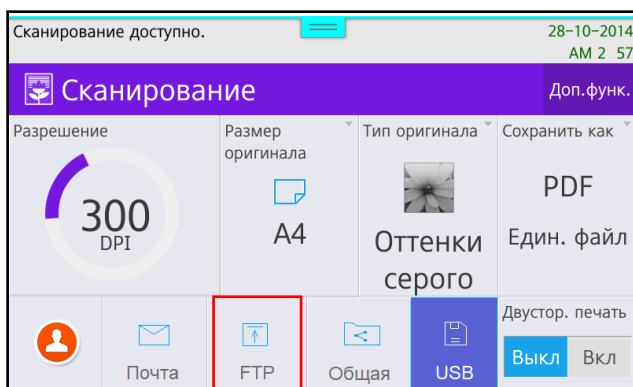 Сканирование доступно.
28-10-2014
AM 2 57
Сканирование
Доп.функ.
Разрешение
300
DPI
Размер
оригинала
A4
Тип оригинала
Оттенки
серого
Сохранить как
PDF
Един. файл
Почта
FTP
Общая
USB
Двустор. печать
Выкл
Вкл